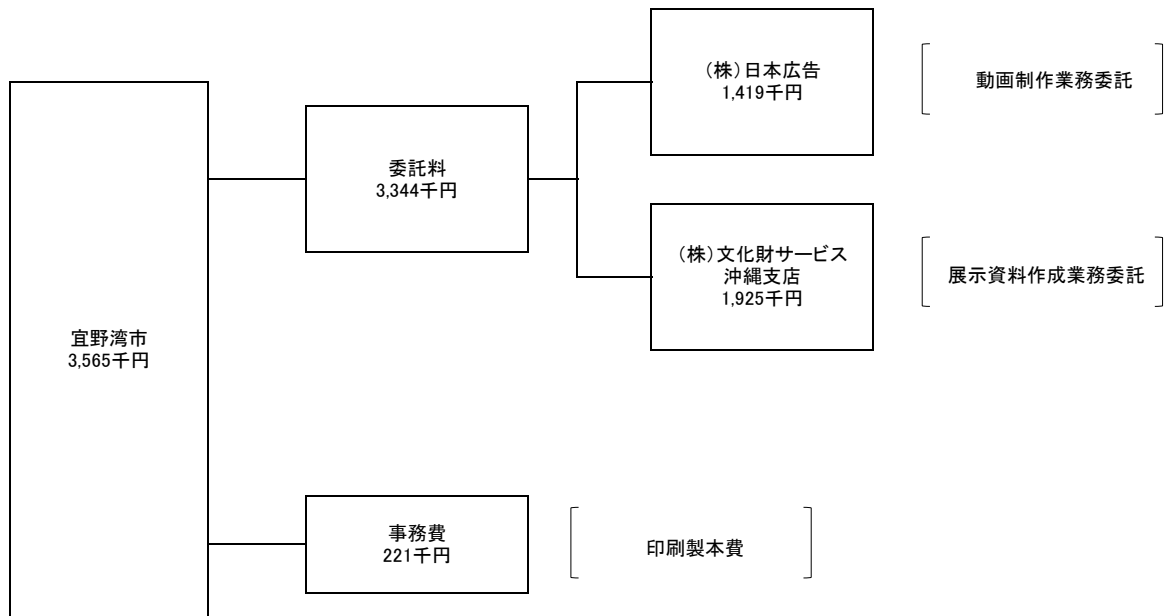 (株)日本広告
1,419千円
動画制作業務委託
委託料
3,344千円
(株)文化財サービス
沖縄支店
1,925千円
展示資料作成業務委託
宜野湾市
3,565千円
事務費
221千円
印刷製本費